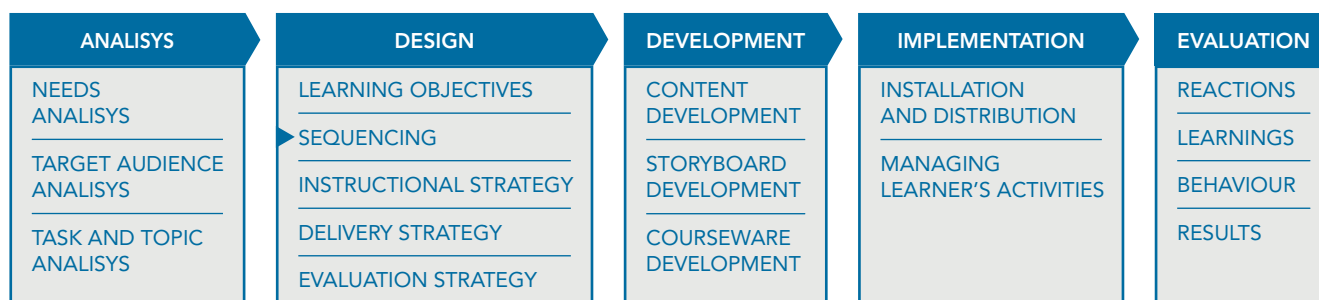 ANALISYS
NEEDS
ANALISYS
TARGET AUDIENCE
ANALISYS
TASK AND TOPIC
ANALISYS
DESIGN
LEARNING OBJECTIVES
SEQUENCING
INSTRUCTIONAL STRATEGY
DELIVERY STRATEGY
EVALUATION STRATEGY
DEVELOPMENT
CONTENT
DEVELOPMENT
STORYBOARD
DEVELOPMENT
COURSEWARE
DEVELOPMENT
IMPLEMENTATION
INSTALLATION
AND DISTRIBUTION
MANAGING
LEARNER'S ACTIVITIES
EVALUATION
REACTIONS
LEARNINGS
BEHAVIOUR
RESULTS